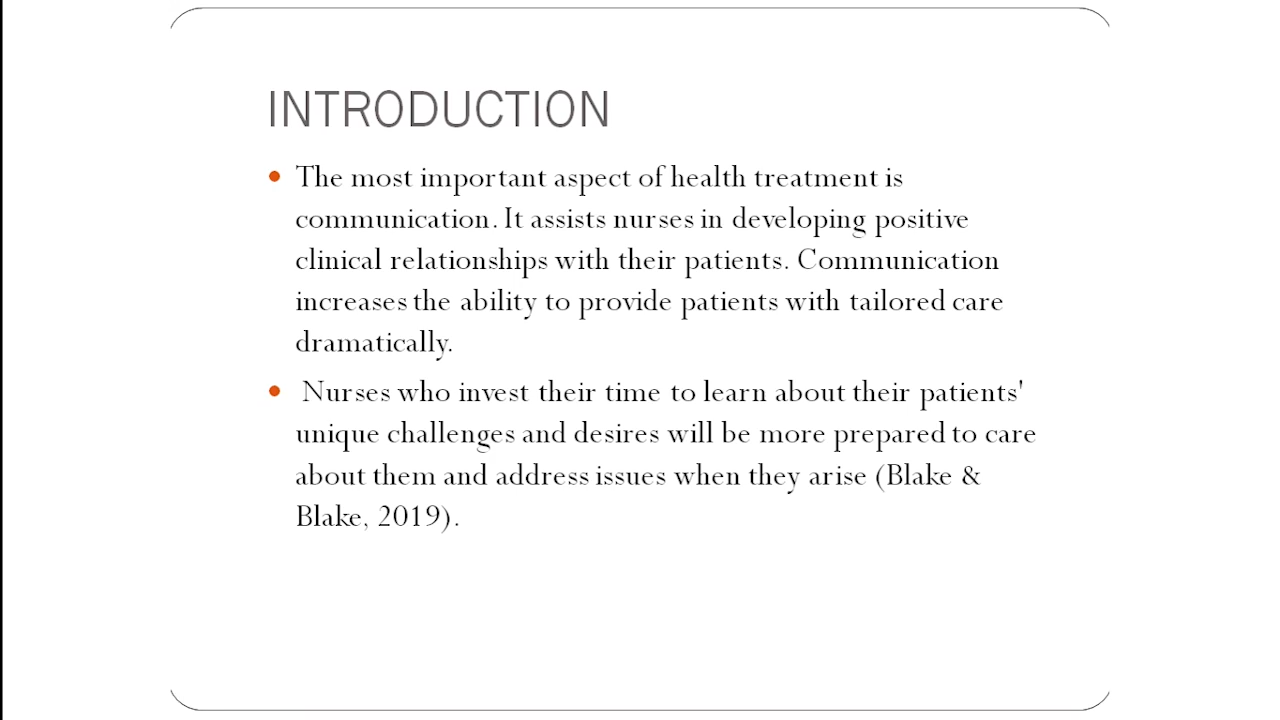 INTRODUCTION
• The most important aspect of health treatment is
communication. It assists nurses in developing positive
clinical relationships with their patients. Communication
increases the ability to provide patients with tailored care
dramatically.
• Nurses who invest their time to learn about their patients'
unique challenges and desires will be more prepared to care
about them and address issues when they arise (Blake &
Blake, 2019).